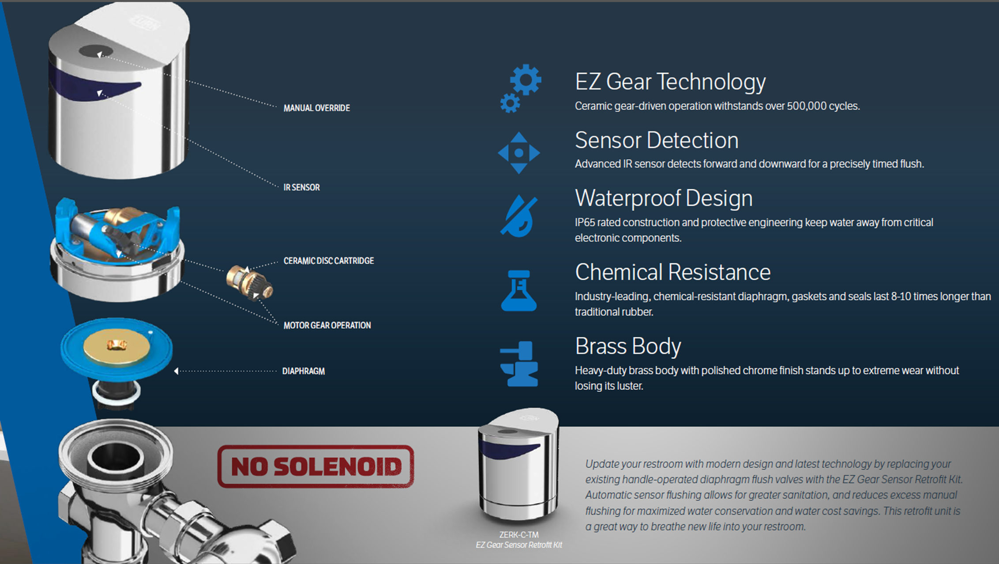 ZURN
MANUAL OVERRIDE
IR SENSOR
CERAMIC DISC CARTRIDGE
MOTOR GEAR OPERATION
DIAPHRAGM
NO SOLENOID
EZ Gear Technology
Ceramic gear-driven operation withstands over 500,000 cycles.
Sensor Detection
Advanced IR sensor detects forward and downward for a precisely timed flush.
Waterproof Design
IP65 rated construction and protective engineering keep water away from critical
electronic components.
Chemical Resistance
Industry-leading, chemical-resistant diaphragm, gaskets and seals last 8-10 times longer than
traditional rubber.
Brass Body
Heavy-duty brass body with polished chrome finish stands up to extreme wear without
losing its luster.
ZURN
ZERK-C-TM
EZ Gear Sensor Retrofit Kit
Update your restroom with modern design and latest technology by replacing your
existing handle-operated diaphragm flush valves with the EZ Gear Sensor Retrofit Kit.
Automatic sensor flushing allows for greater sanitation, and reduces excess manual
flushing for maximized water conservation and water cost savings. This retrofit unit is
a great way to breathe new life into your restroom.